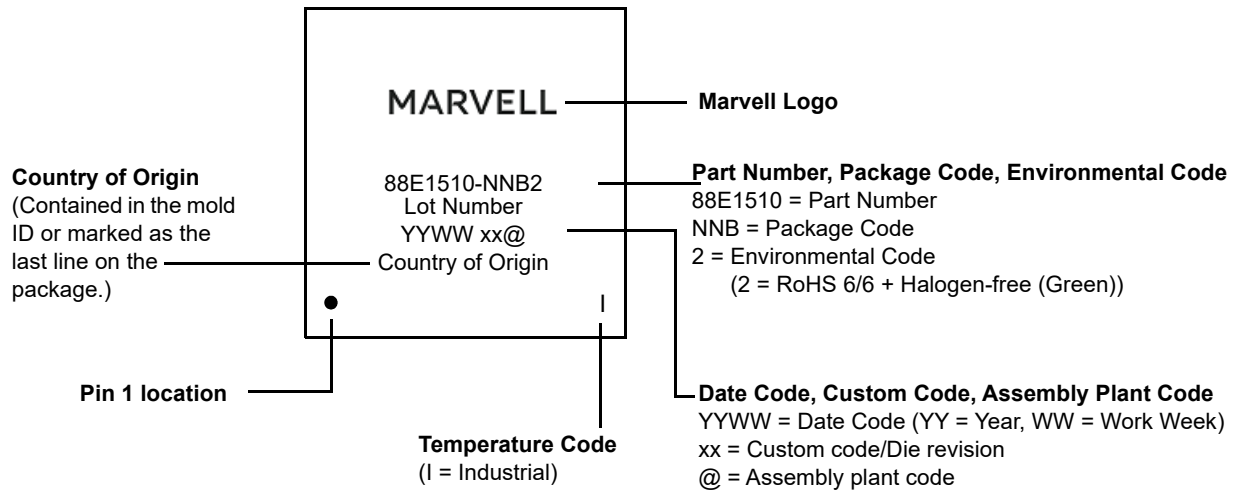 MARVELL
Marvell Logo
Country of Origin
(Contained in the mold
ID or marked as the
last line on the
package.)
88E1510-NNB2
Lot Number
YYWW xx@
Country of Origin
Part Number, Package Code, Environmental Code
88E1510 = Part Number
NNB = Package Code
2 = Environmental Code
(2 = RoHS 6/6 + Halogen-free (Green))
I
Pin 1 location
Temperature Code
(I = Industrial)
Date Code, Custom Code, Assembly Plant Code
YYWW = Date Code (YY = Year, WW = Work Week)
xx = Custom code/Die revision
@ = Assembly plant code